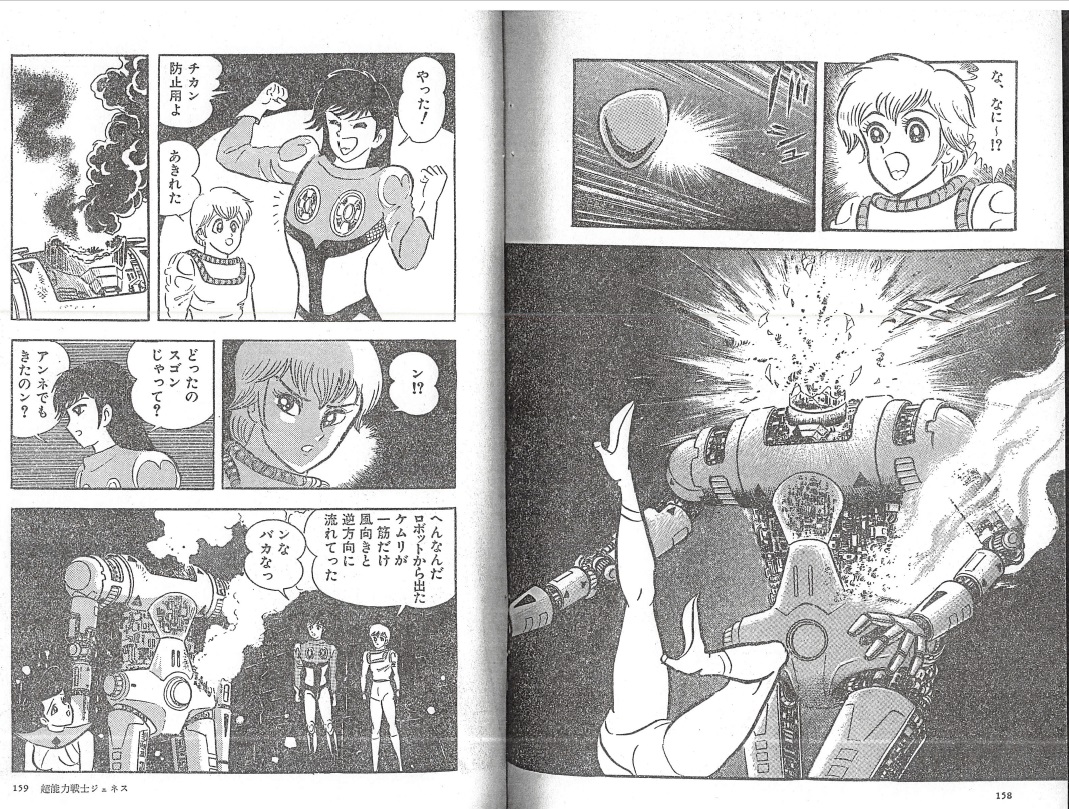 な、なに〜!?
ジュ
158
やった！
チカン
防止用よ
あきれた
ン!?
どったの
スゴン
じゃって？
アンネでも
きたのン？
へんなんだ
ロボットから出た
ケムリが
一筋だけ
風向きと
逆方向に
流れてった
ンな
バカなっ
159 超能力戦士ジェネス